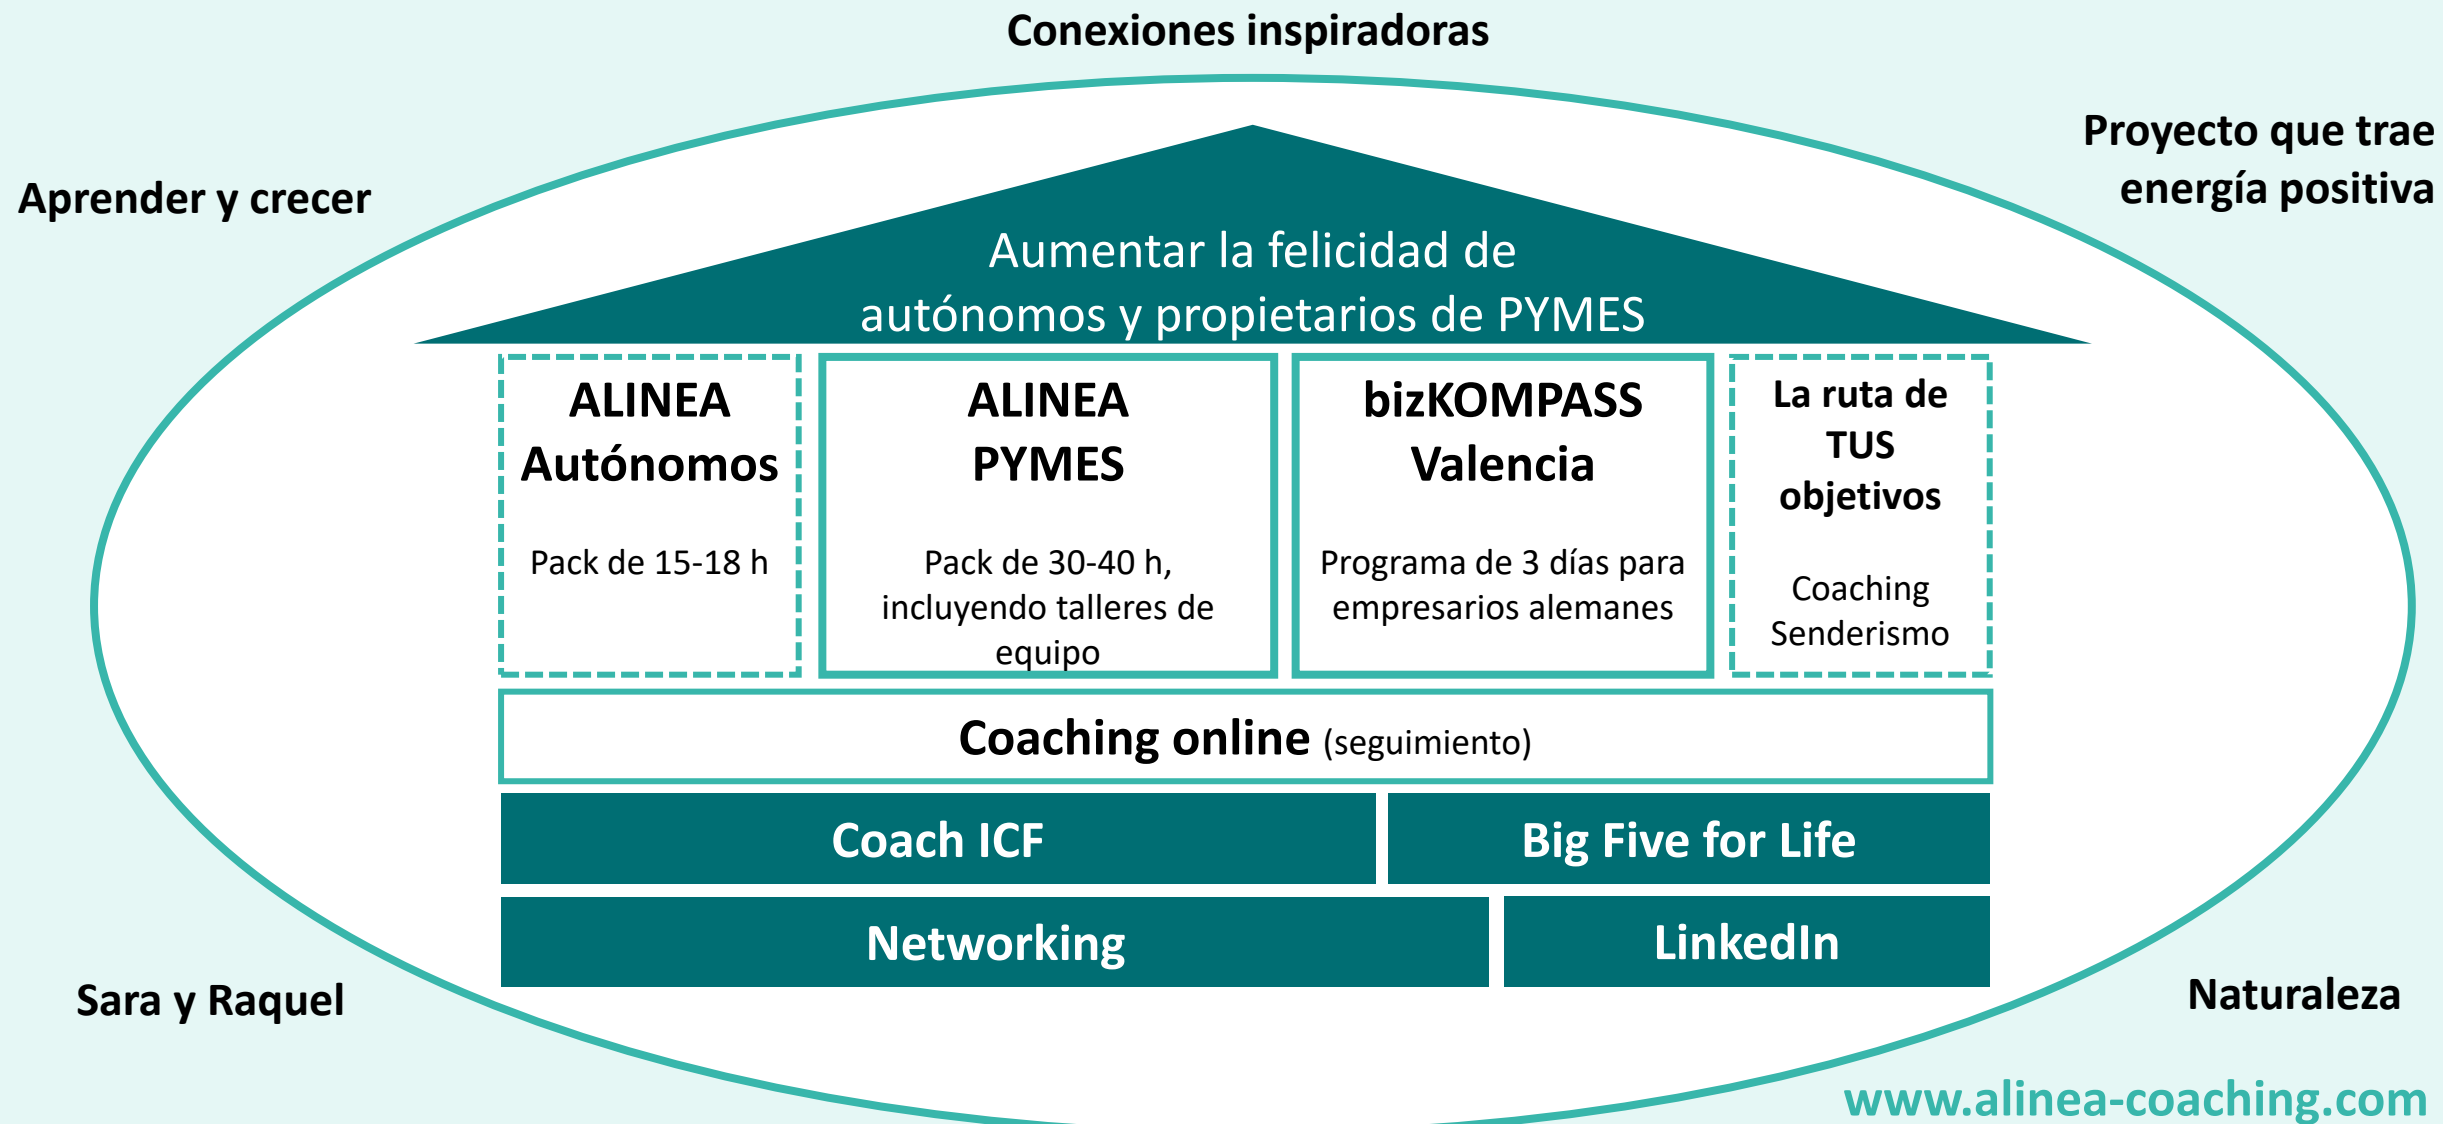 Conexiones inspiradoras
Proyecto que trae
energía positiva
Aprender y crecer
Aumentar la felicidad de
autónomos y propietarios de PYMES
ALINEA
Autónomos
Pack de 15-18 h
ALINEA
PYMES
Pack de 30-40 h,
incluyendo talleres de
equipo
bizKOMPASS
Valencia
Programa de 3 días para
empresarios alemanes
La ruta de
TUS
objetivos
Coaching
Senderismo
Coaching online (seguimiento)
Coach ICF
Big Five for Life
Networking
LinkedIn
Sara y Raquel
Naturaleza
www.alinea-coaching.com